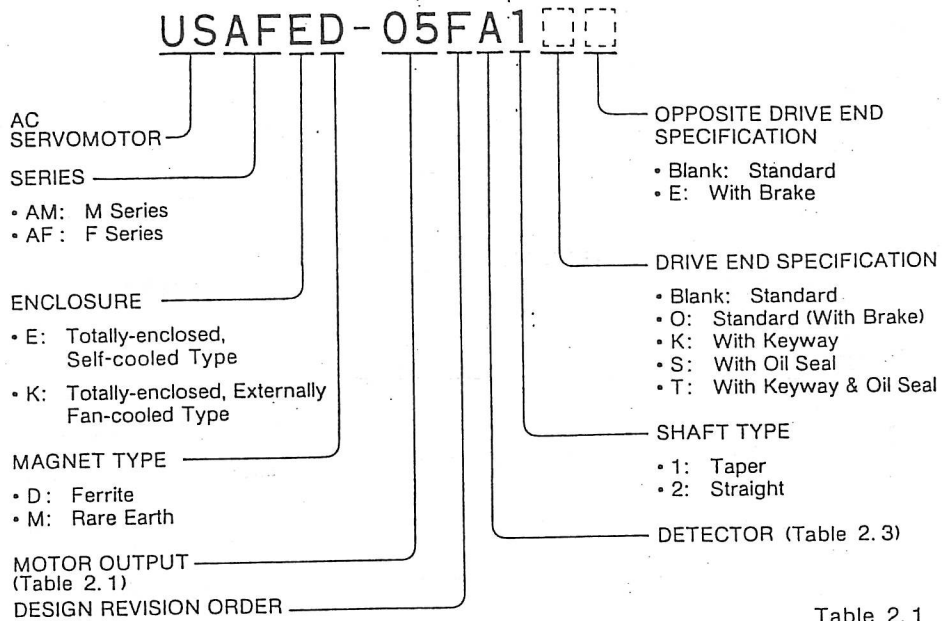 USAFED-05FA1
AC
SERVOMOTOR
SERIES
• AM: M Series
• AF: F Series
ENCLOSURE
• E: Totally-enclosed,
Self-cooled Type
• K: Totally-enclosed, Externally
Fan-cooled Type
MAGNET TYPE
• D: Ferrite
• M: Rare Earth
MOTOR OUTPUT
(Table 2.1)
DESIGN REVISION ORDER
OPPOSITE DRIVE END
SPECIFICATION
• Blank: Standard
• E: With Brake
DRIVE END SPECIFICATION
• Blank: Standard
• O: Standard (With Brake)
• K: With Keyway
• S: With Oil Seal
• T: With Keyway & Oil Seal
SHAFT TYPE
• 1: Taper
• 2: Straight
DETECTOR (Table 2.3)
Table 2.1